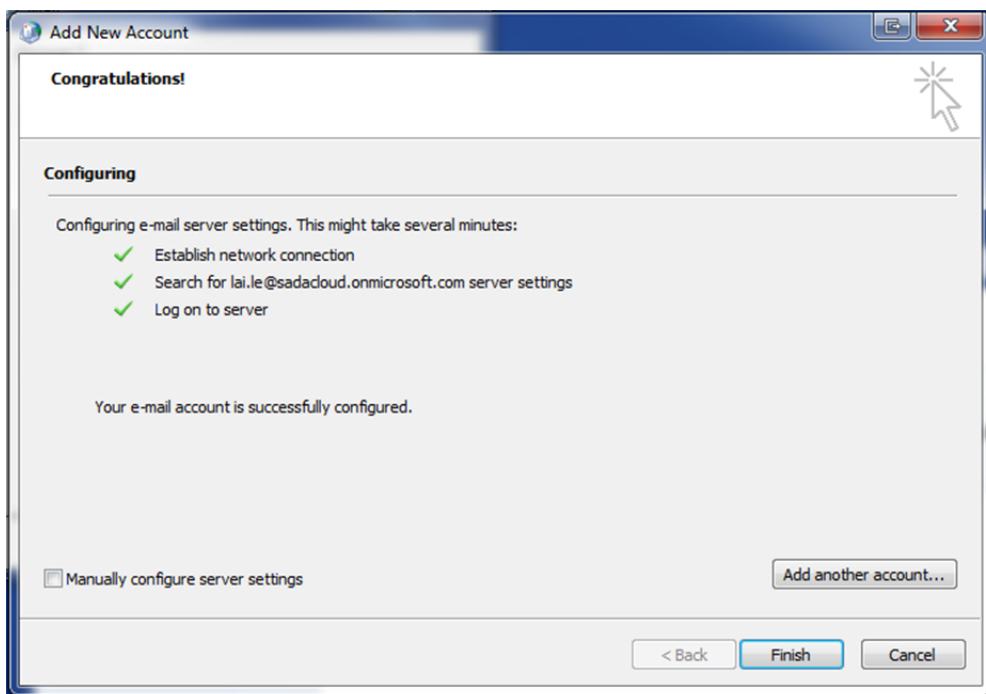 Add New Account
Congratulations!
Configuring
Configuring e-mail server settings. This might take several minutes:
Establish network connection
Search for lai.le@sadacloud.onmicrosoft.com server settings
Log on to server
Your e-mail account is successfully configured.
Manually configure server settings
Add another account...
< Back
Finish
Cancel